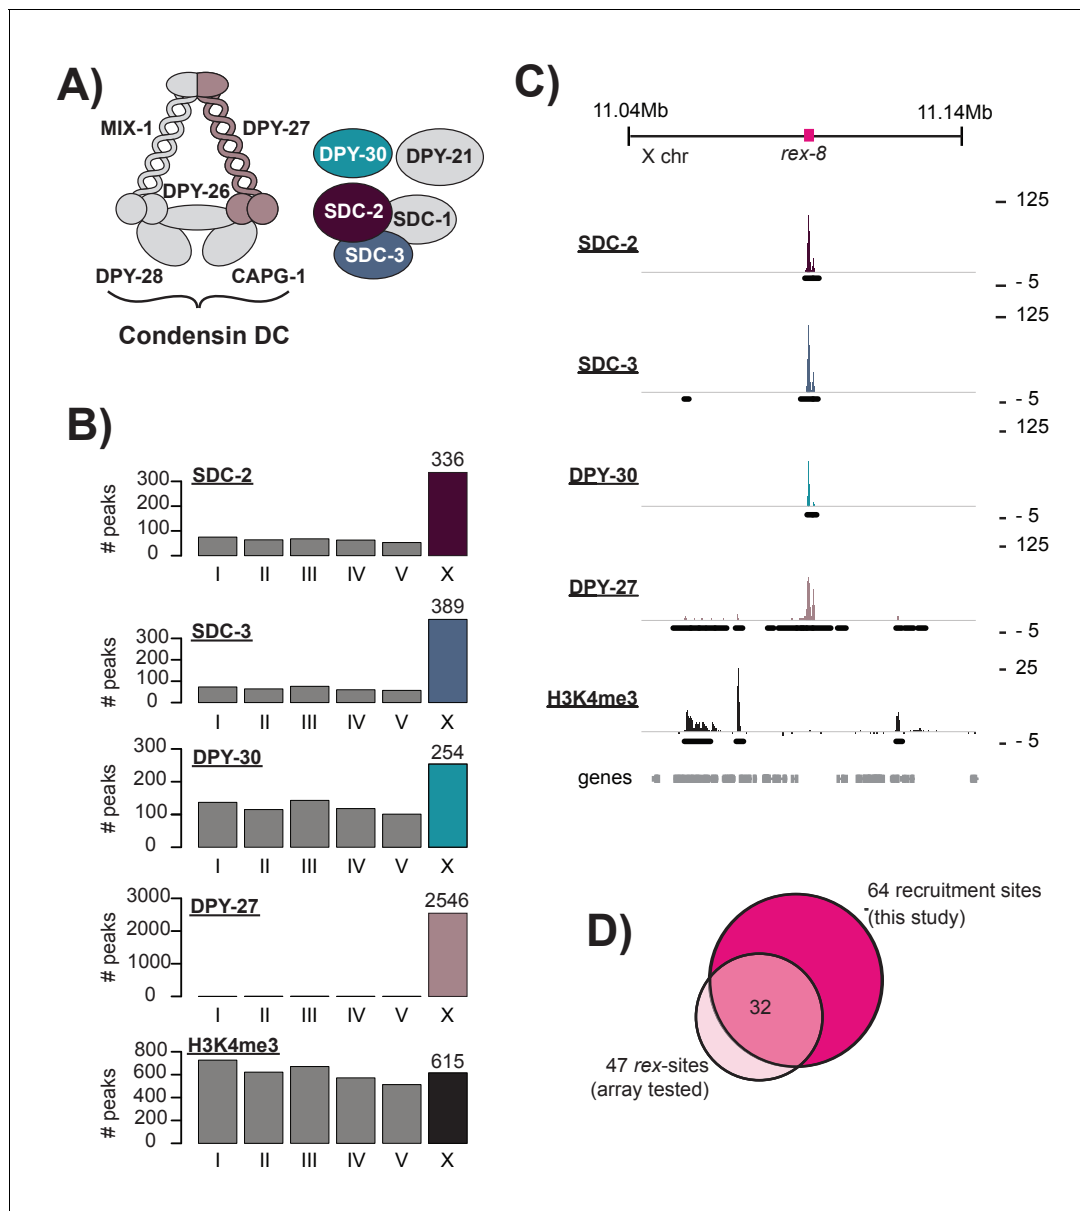 A)
MIX-1
DPY-27
DPY-26
DPY-28
CAPG-1
Condensin DC
DPY-30
DPY-21
SDC-2
SDC-1
SDC-3
B)
SDC-2
# peaks
300
200
100
0
336
I II III IV V X
SDC-3
# peaks
300
200
100
0
389
I II III IV V X
DPY-30
# peaks
300
200
100
0
254
I II III IV V X
DPY-27
# peaks
3000
2000
1000
0
2546
I II III IV V X
H3K4me3
# peaks
800
600
400
200
0
615
I II III IV V X
C)
11.04Mb
11.14Mb
X chr
rex-8
SDC-2
125
- 5
SDC-3
125
- 5
DPY-30
125
- 5
DPY-27
125
- 5
H3K4me3
25
- 5
genes
D)
64 recruitment sites
(this study)
32
47 rex-sites
(array tested)